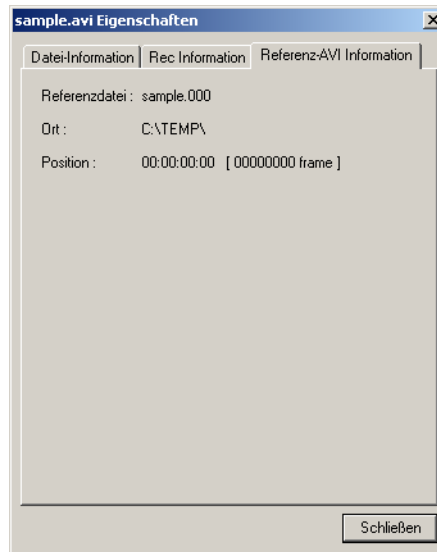 sample.avi Eigenschaften
Datei-Information Rec Information Referenz-AVI Information
Referenzdatei : sample.000
Ort : C:\TEMP\
Position : 00:00:00:00 [ 00000000 frame ]
Schließen